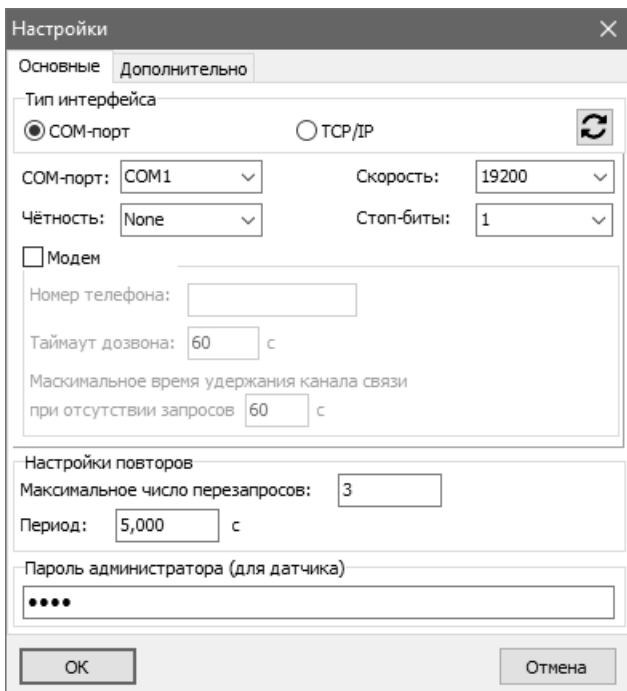 Настройки
Основные Дополнительно
Тип интерфейса
COM-порт TCP/IP
COM-порт: COM1 Скорость: 19200
Чётность: None Стоп-биты: 1
Модем
Номер телефона:
Таймаут дозвона: 60 с
Маскимальное время удержания канала связи
при отсутствии запросов 60 с
Настройки повторов
Максимальное число перезапросов: 3
Период: 5,000 с
Пароль администратора (для датчика)
••••
OK Отмена